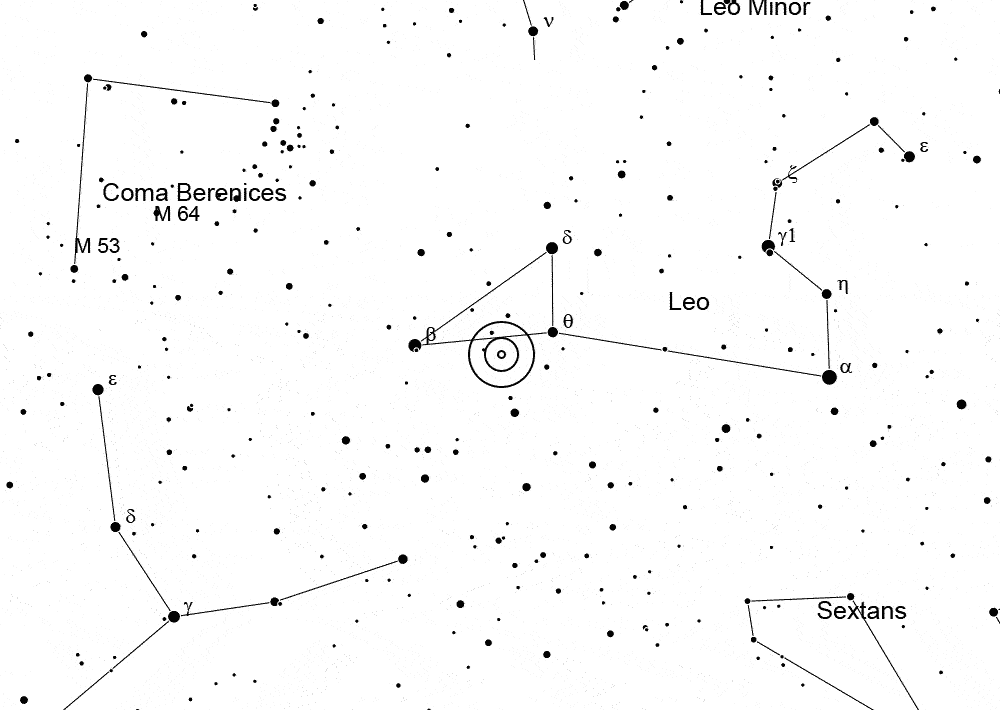 Leo Minor
ν
ε
ζ
Coma Berenices
M 64
γ1
δ
M 53
η
Leo
θ
β
α
ε
δ
γ
Sextans